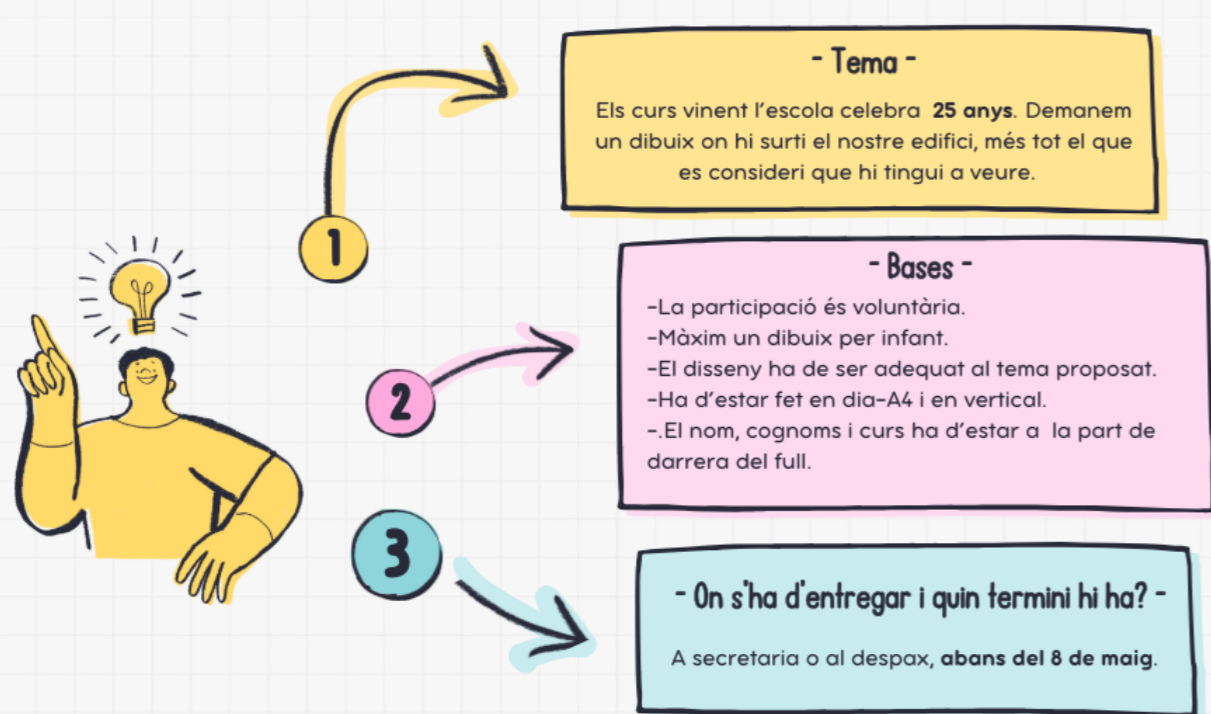 1
- Tema -
Els curs vinent l'escola celebra 25 anys. Demanem
un dibuix on hi surti el nostre edifici, més tot el que
es consideri que hi tingui a veure.
2
- Bases -
-La participació és voluntària.
-Màxim un dibuix per infant.
-El disseny ha de ser adequat al tema proposat.
-Ha d'estar fet en dia-A4 i en vertical.
-.El nom, cognoms i curs ha d'estar a la part de
darrera del full.
3
- On s'ha d'entregar i quin termini hi ha? -
A secretaria o al despax, abans del 8 de maig.